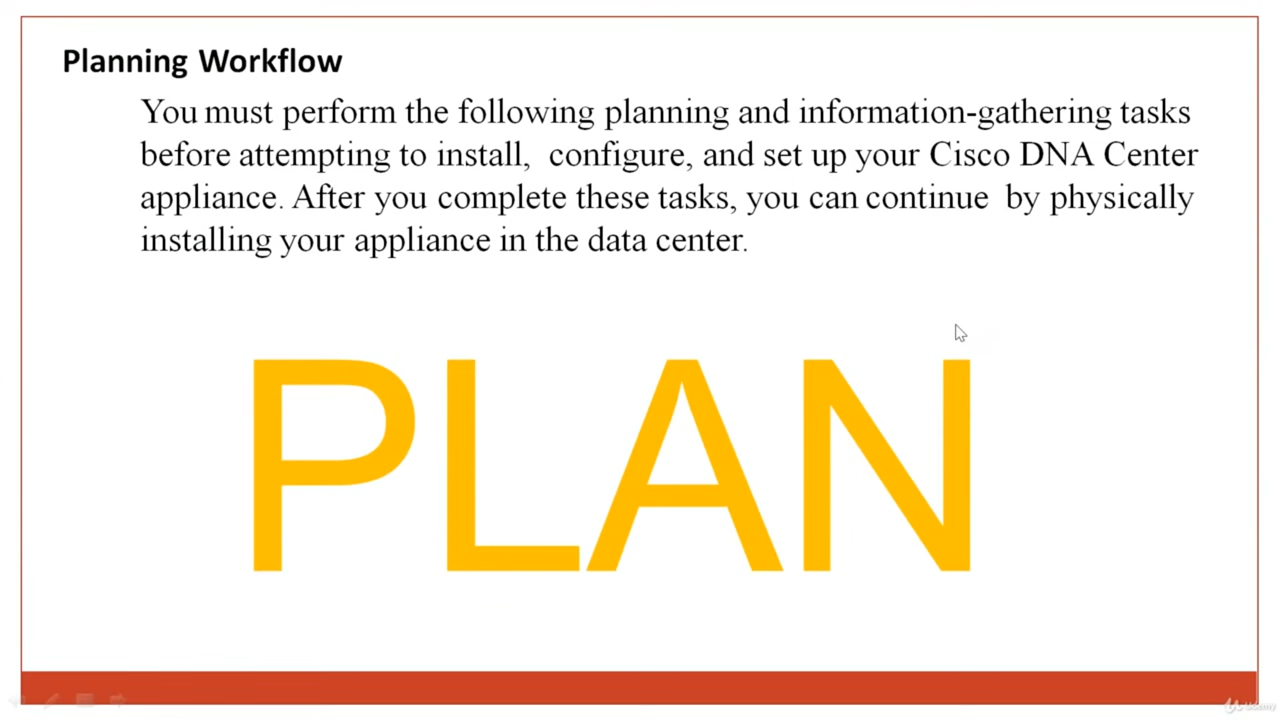 Planning Workflow
You must perform the following planning and information-gathering tasks
before attempting to install, configure, and set up your Cisco DNA Center
appliance. After you complete these tasks, you can continue by physically
installing your appliance in the data center.
PLAN
Udemy